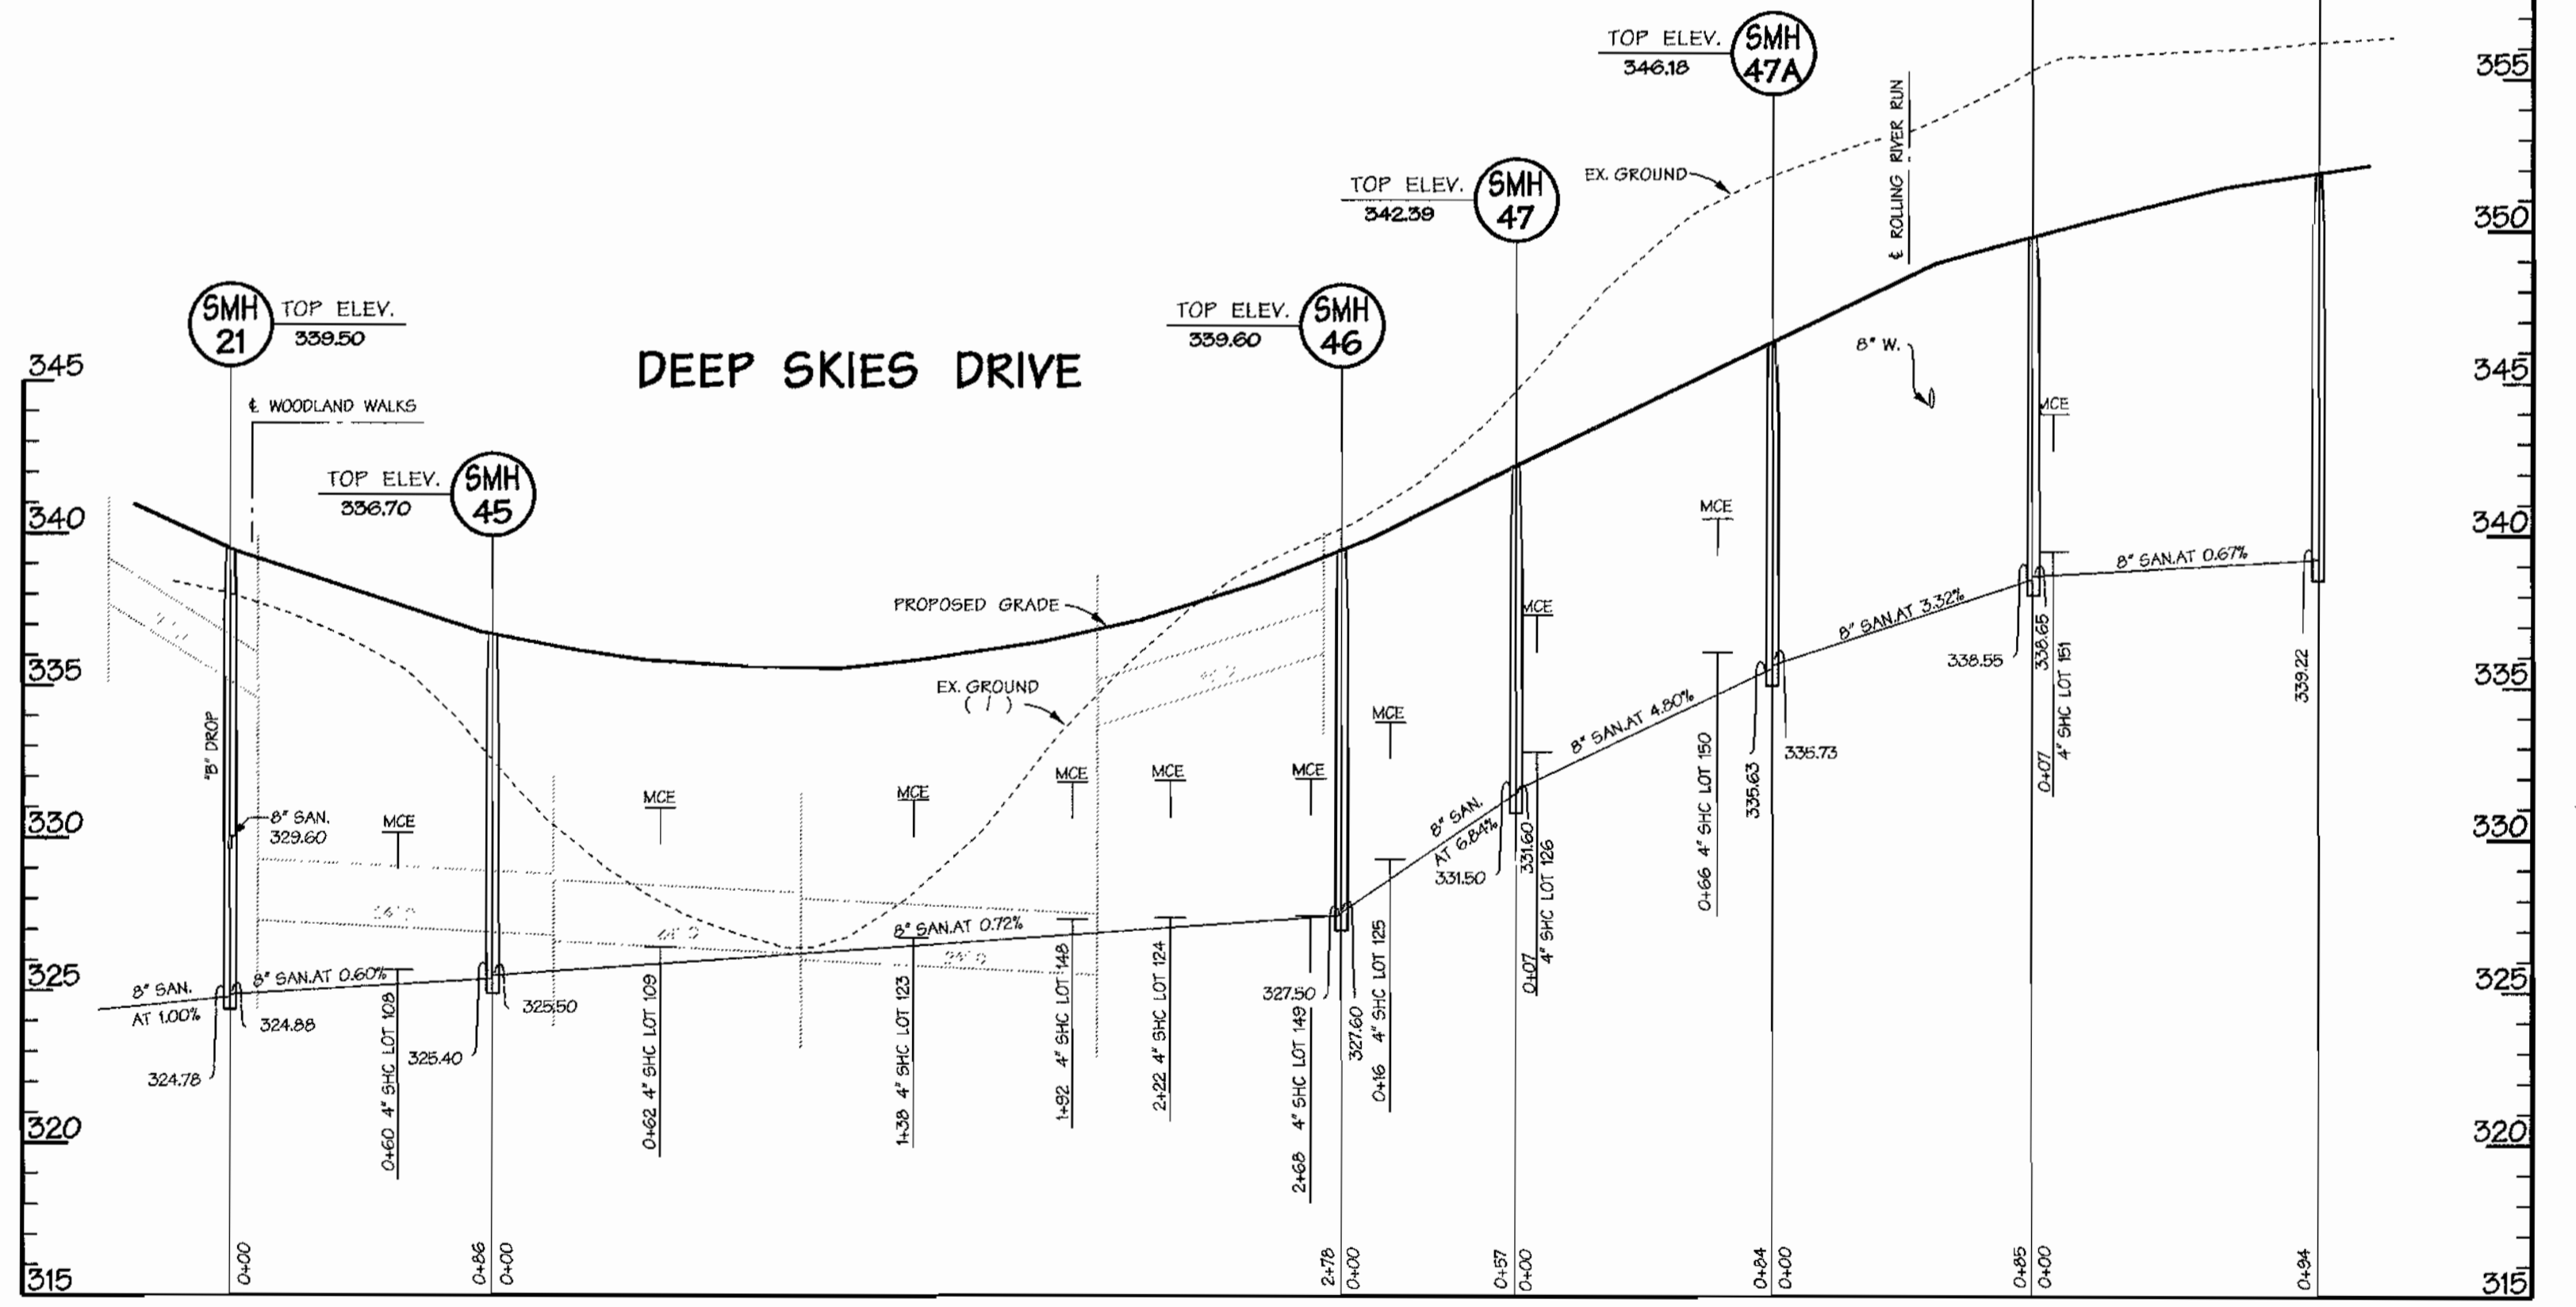 TOP ELEV.
346.18
SMH
47A
355
℄ ROLLING RIVER RUN
EX. GROUND
TOP ELEV.
342.39
SMH
47
350
SMH
21
TOP ELEV.
339.50
TOP ELEV.
339.60
SMH
46
DEEP SKIES DRIVE
8" W.
345
345
℄ WOODLAND WALKS
MCE
TOP ELEV.
336.70
SMH
45
MCE
340
340
8" SAN.AT 0.67%
PROPOSED GRADE
MCE
8" SAN.AT 3.32%
335
335
EX. GROUND
338.55
338.65
0+07 4" SHC LOT 151
339.22
"B" DROP
8" SAN.AT 4.80%
MCE
335.63
335.73
0+66 4" SHC LOT 150
MCE
MCE
MCE
MCE
MCE
8" SAN.
329.60
MCE
330
330
8" SAN.
AT 6.84%
331.50
331.60
0+07 4" SHC LOT 126
8" SAN.AT 0.72%
325
325
8" SAN.
AT 1.00%
8" SAN.AT 0.60%
324.88
324.78
325.40
325.50
327.50
327.60
0+60 4" SHC LOT 108
0+62 4" SHC LOT 109
1+38 4" SHC LOT 123
1+92 4" SHC LOT 148
2+22 4" SHC LOT 124
2+68 4" SHC LOT 149
0+16 4" SHC LOT 125
320
320
315
0+00
0+86
0+00
2+78
0+00
0+57
0+00
0+84
0+00
0+85
0+00
0+94
315